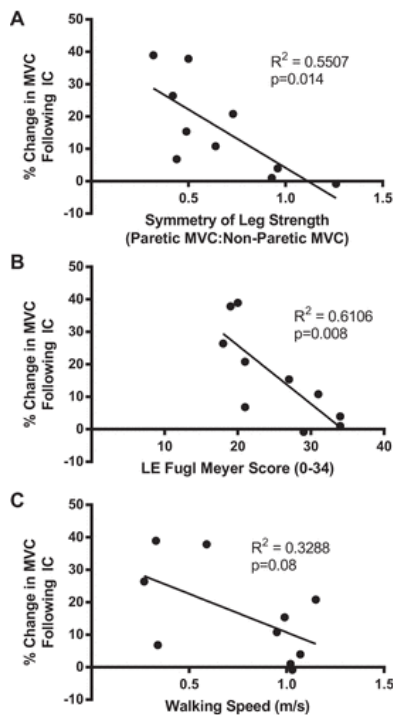 A
50
40
30
20
10
0
-10
% Change in MVC
Following IC
R² = 0.5507
p=0.014
0.5
1.0
1.5
Symmetry of Leg Strength
(Paretic MVC:Non-Paretic MVC)
B
50
40
30
20
10
0
-10
% Change in MVC
Following IC
R² = 0.6106
p=0.008
10
20
30
40
LE Fugl Meyer Score (0-34)
C
50
40
30
20
10
0
-10
% Change in MVC
Following IC
R² = 0.3288
p=0.08
0.5
1.0
1.5
Walking Speed (m/s)